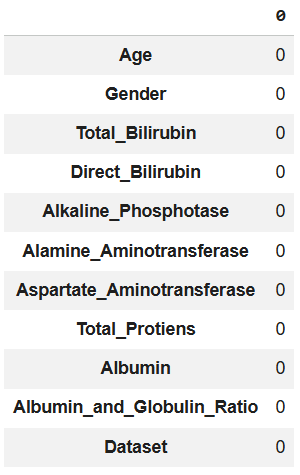 0
Age 0
Gender 0
Total_Bilirubin 0
Direct_Bilirubin 0
Alkaline_Phosphotase 0
Alamine_Aminotransferase 0
Aspartate_Aminotransferase 0
Total_Protiens 0
Albumin 0
Albumin_and_Globulin_Ratio 0
Dataset 0